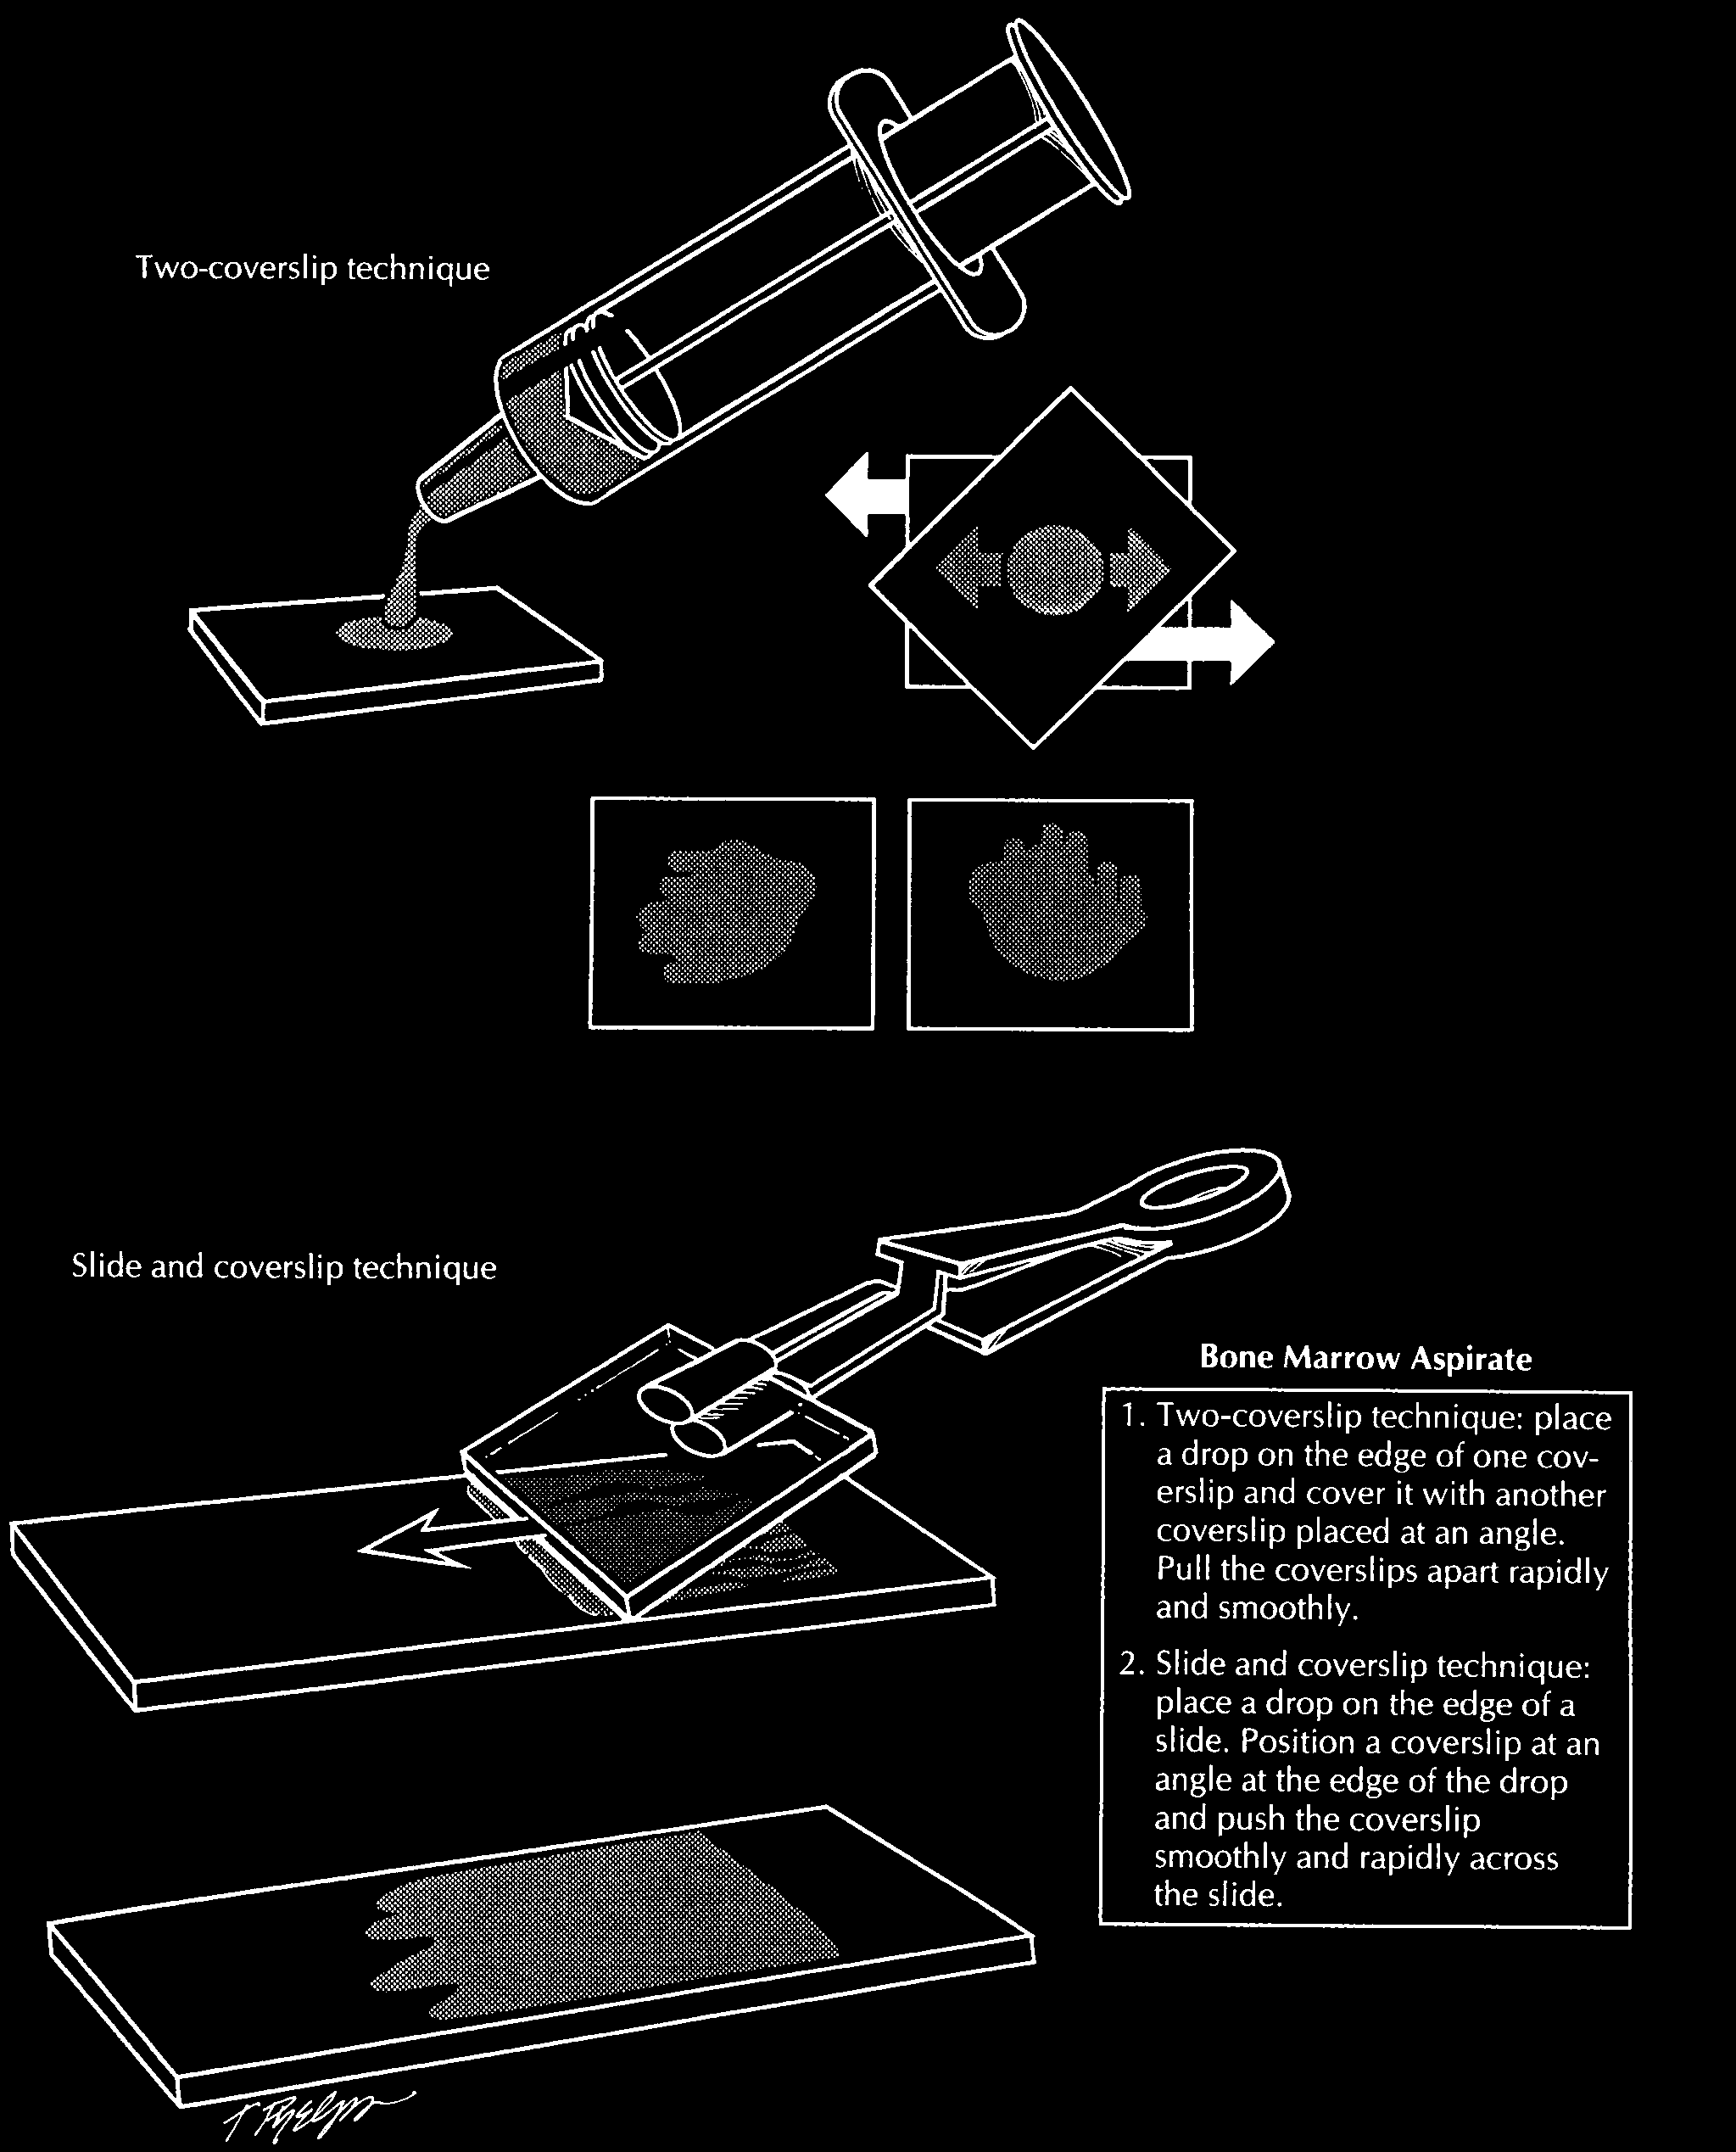 Two-coverslip technique
Slide and coverslip technique
Bone Marrow Aspirate
1. Two-coverslip technique: place
a drop on the edge of one cov-
erslip and cover it with another
coverslip placed at an angle.
Pull the coverslips apart rapidly
and smoothly.
2. Slide and coverslip technique:
place a drop on the edge of a
slide. Position a coverslip at an
angle at the edge of the drop
and push the coverslip
smoothly and rapidly across
the slide.
T Phelps